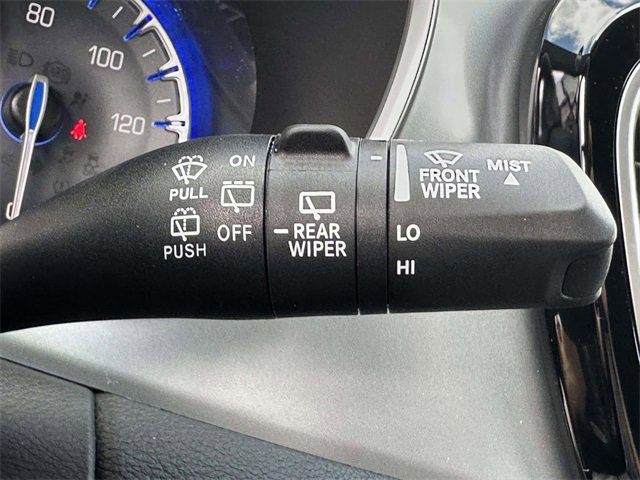 80
100
120
PULL
PUSH
ON
OFF
REAR
WIPER
FRONT
WIPER
MIST
LO
HI